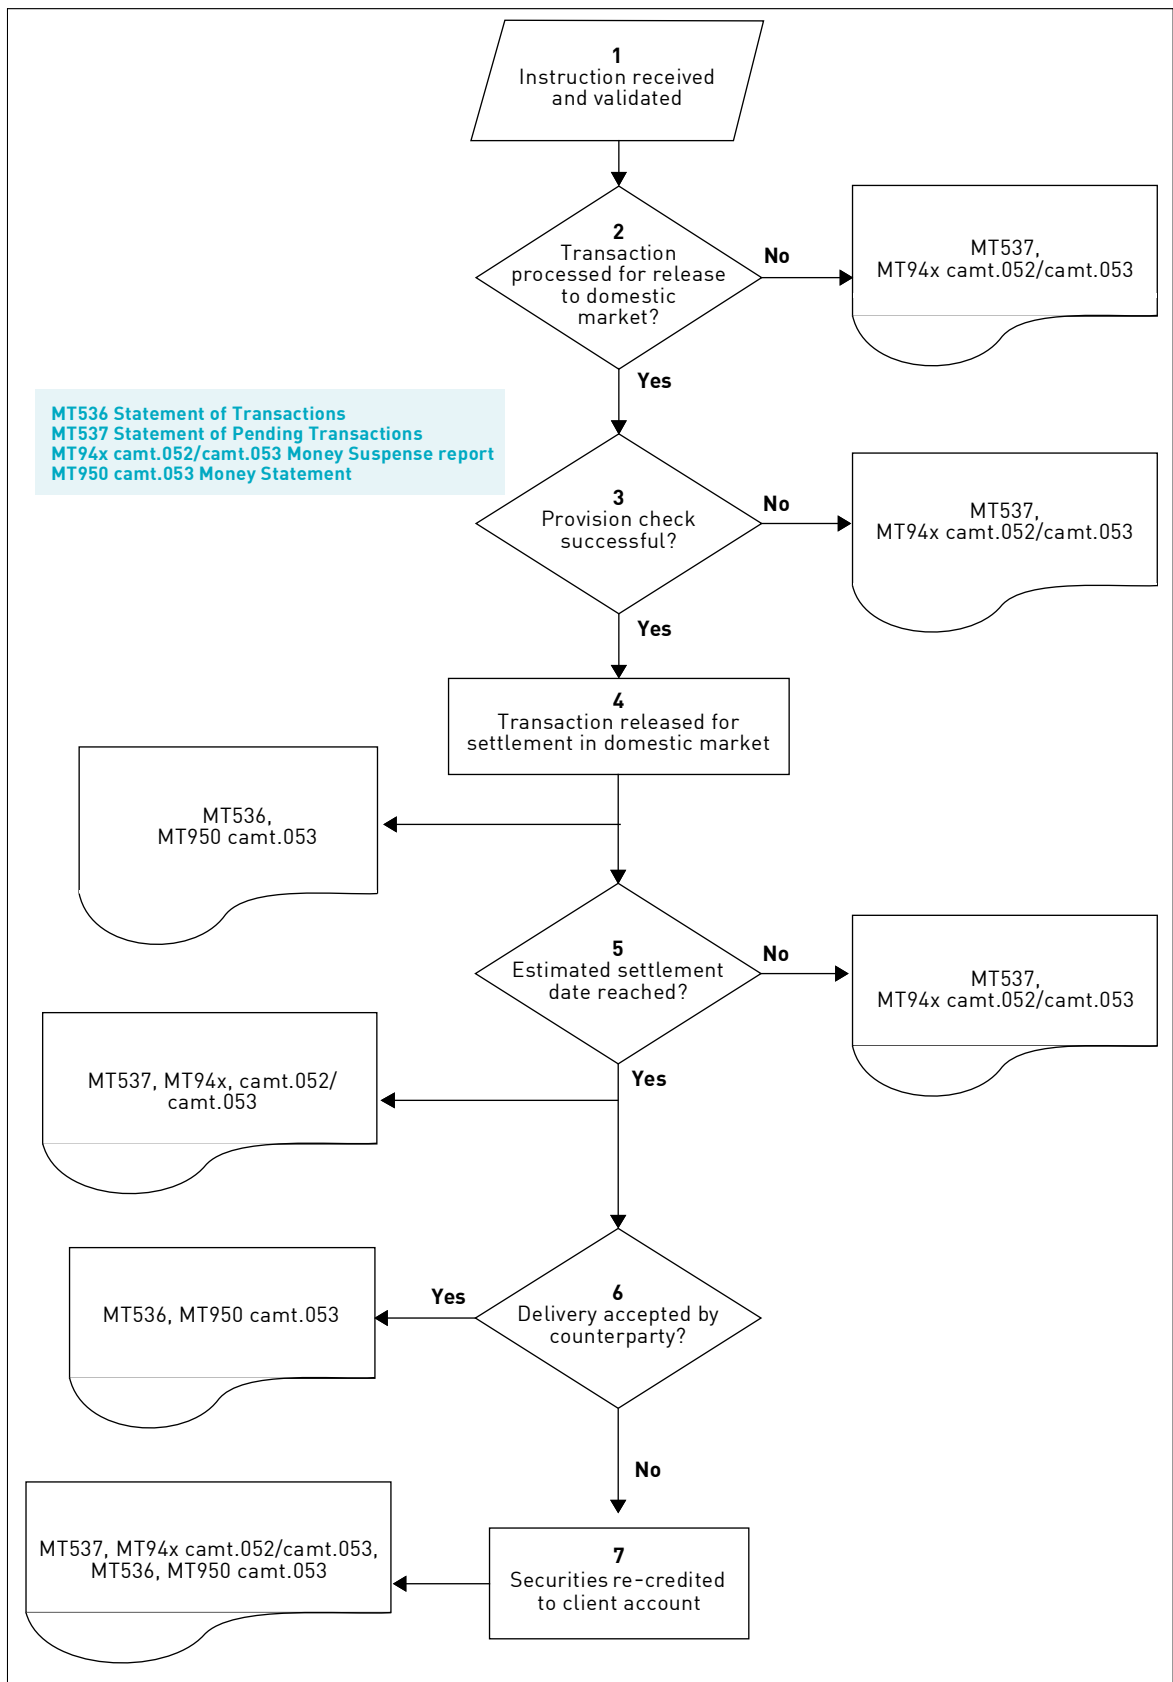 1
Instruction received
and validated
2
Transaction
processed for release
to domestic
market?
No
MT537,
MT94x camt.052/camt.053
Yes
MT536 Statement of Transactions
MT537 Statement of Pending Transactions
MT94x camt.052/camt.053 Money Suspense report
MT950 camt.053 Money Statement
3
Provision check
successful?
No
MT537,
MT94x camt.052/camt.053
Yes
4
Transaction released for
settlement in domestic market
MT536,
MT950 camt.053
5
Estimated settlement
date reached?
No
MT537,
MT94x camt.052/camt.053
Yes
MT537, MT94x, camt.052/
camt.053
6
Delivery accepted by
counterparty?
Yes
MT536, MT950 camt.053
No
7
Securities re-credited
to client account
MT537, MT94x camt.052/camt.053,
MT536, MT950 camt.053